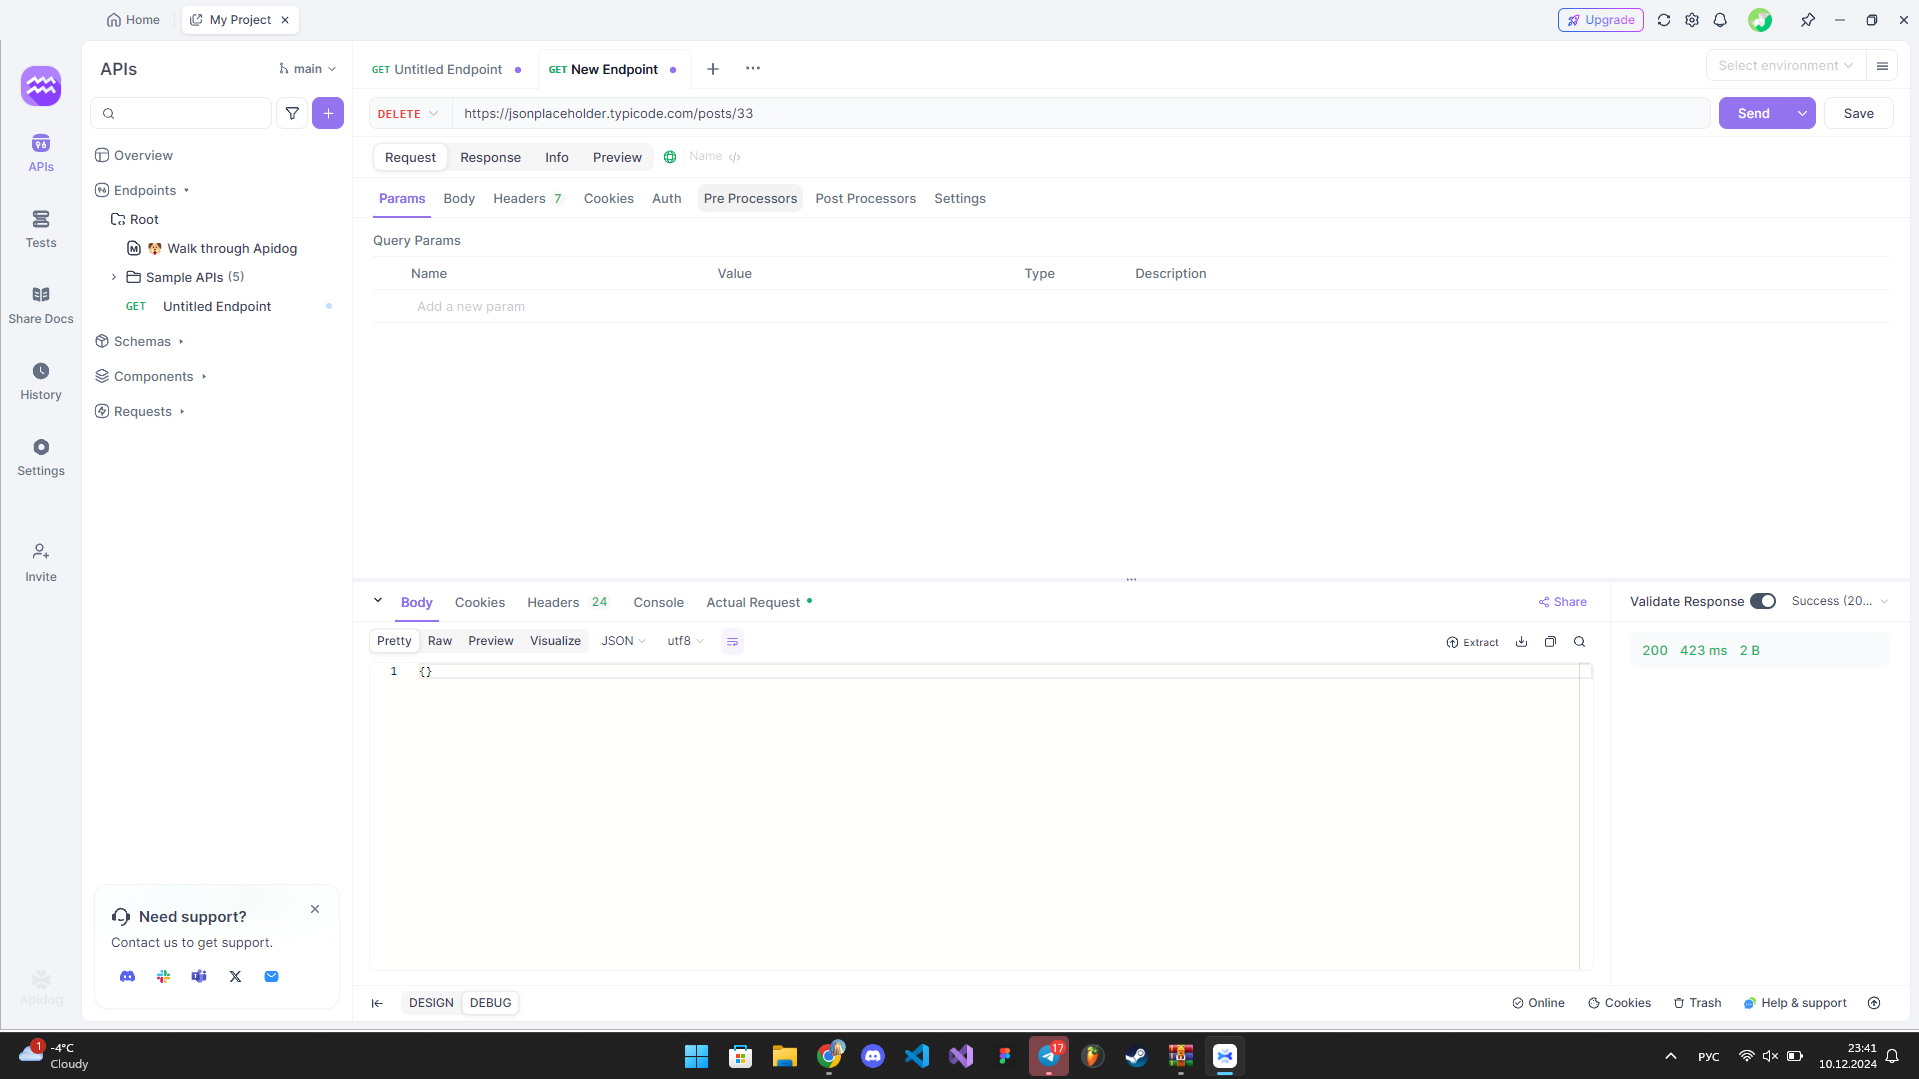 Home
My Project
Upgrade
APIs
main
APIs
Tests
Share Docs
History
Settings
Invite
Apidog
Overview
Endpoints
Root
Walk through Apidog
Sample APIs (5)
GET Untitled Endpoint
Schemas
Components
Requests
Need support?
Contact us to get support.
GET Untitled Endpoint
GET New Endpoint
Select environment
DELETE
https://jsonplaceholder.typicode.com/posts/33
Send
Save
Request Response Info Preview
Name
Params Body Headers 7 Cookies Auth Pre Processors Post Processors Settings
Query Params
Name Value Type Description
Add a new param
Body Cookies Headers 24 Console Actual Request
Share
Validate Response
Success (20...
Pretty Raw Preview Visualize JSON utf8
Extract
200 423 ms 2 B
1 {}
DESIGN DEBUG
Online Cookies Trash Help & support
1
-4°C
Cloudy
17
РУС
23:41
10.12.2024